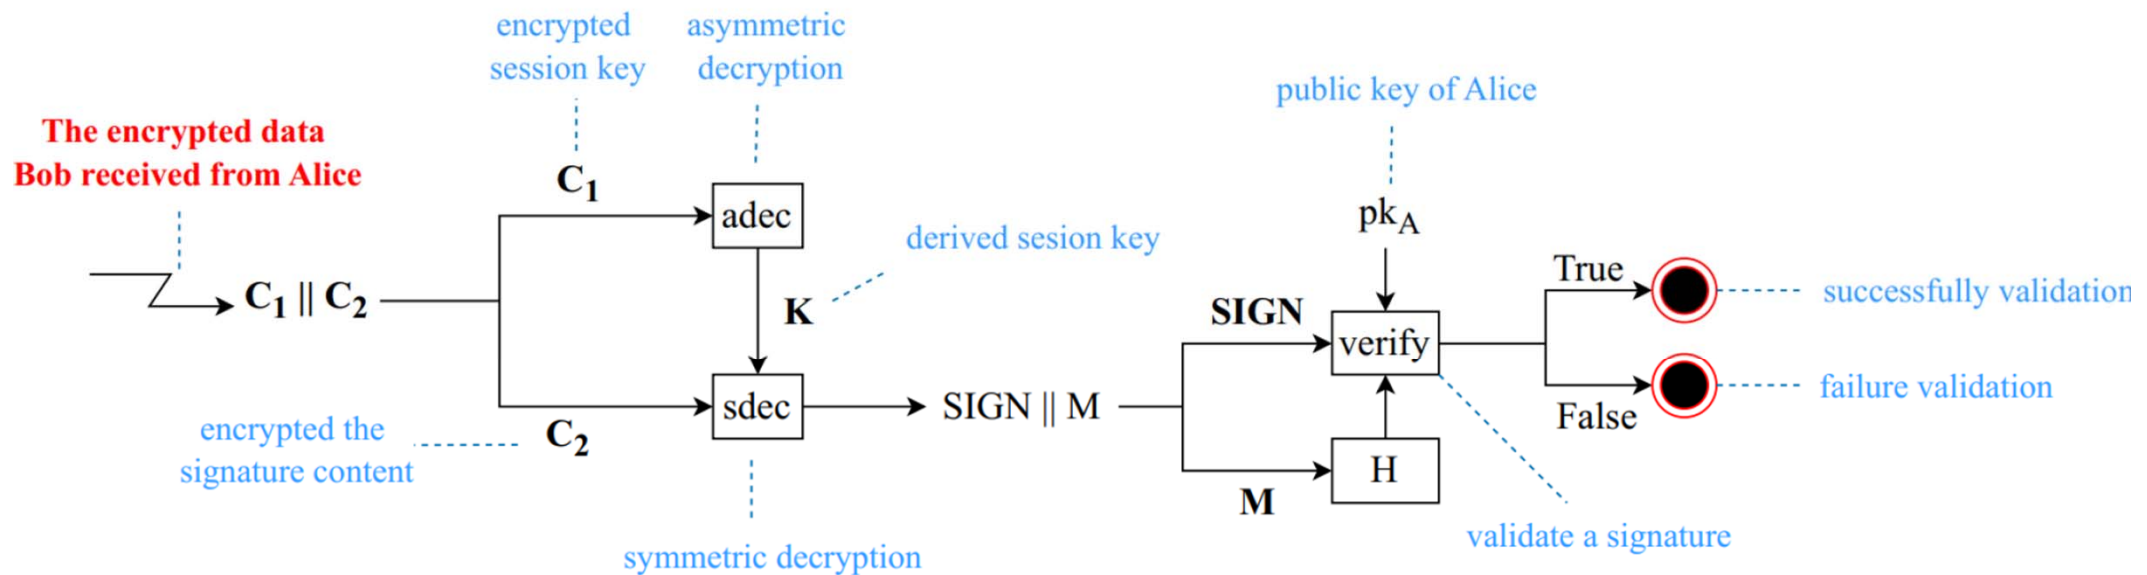 encrypted
session key
asymmetric
decryption
public key of Alice
The encrypted data
Bob received from Alice
C1
adec
pkA
derived sesion key
C1 || C2
K
True
successfully validation
SIGN
verify
failure validation
False
encrypted the
signature content
C2
sdec
SIGN || M
H
M
validate a signature
symmetric decryption